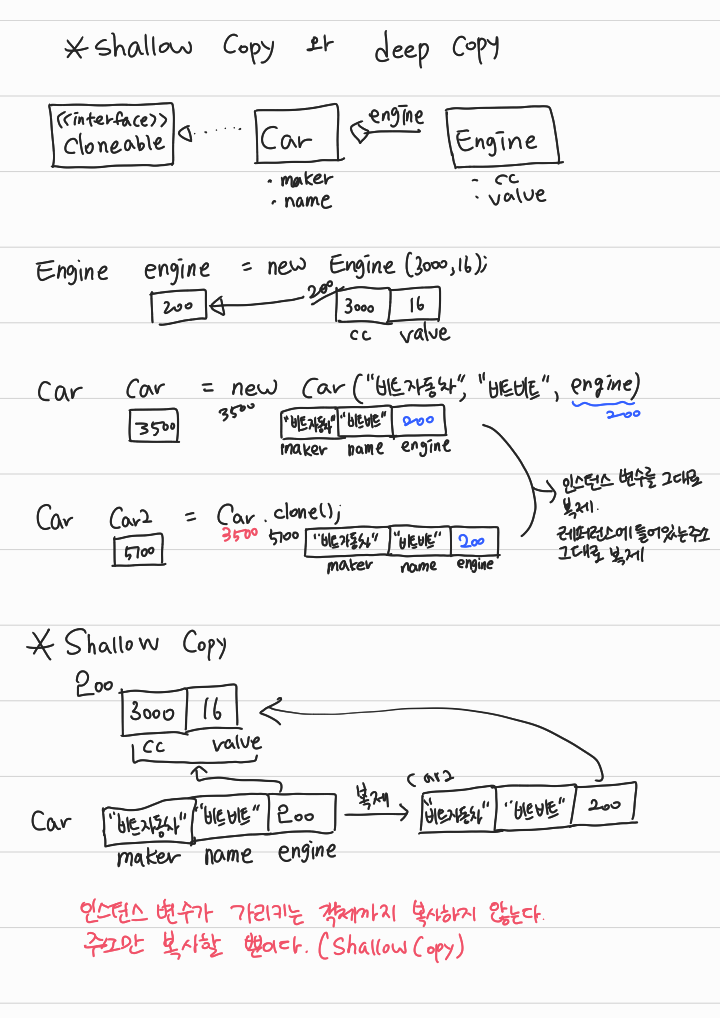 * Shallow Copy 와 deep copy
<<interface>>
Cloneable
Car
engine
Engine
· maker
· name
- cc
· value
Engine engine = new Engine (3000,16);
200
200
3000 16
cc value
Car Car = new Car ("비트자동차", "비트비트", engine)
3500
3500
200
"비트자동차" "비트비트" 200
maker name engine
인스턴스 변수를 그대로
복제.
레퍼런스에 들어있는 주소
그대로 복제
Car Car2 = Car.clone();
5700
3500
5700
"비트자동차" "비트비트" 200
maker name engine
* Shallow Copy
200
3000 16
cc value
Car
"비트자동차" "비트비트" 200
maker name engine
복제
Car2
"비트자동차" "비트비트" 200
인스턴스 변수가 가리키는 객체까지 복사하지 않는다.
주소만 복사할 뿐이다. (Shallow Copy)